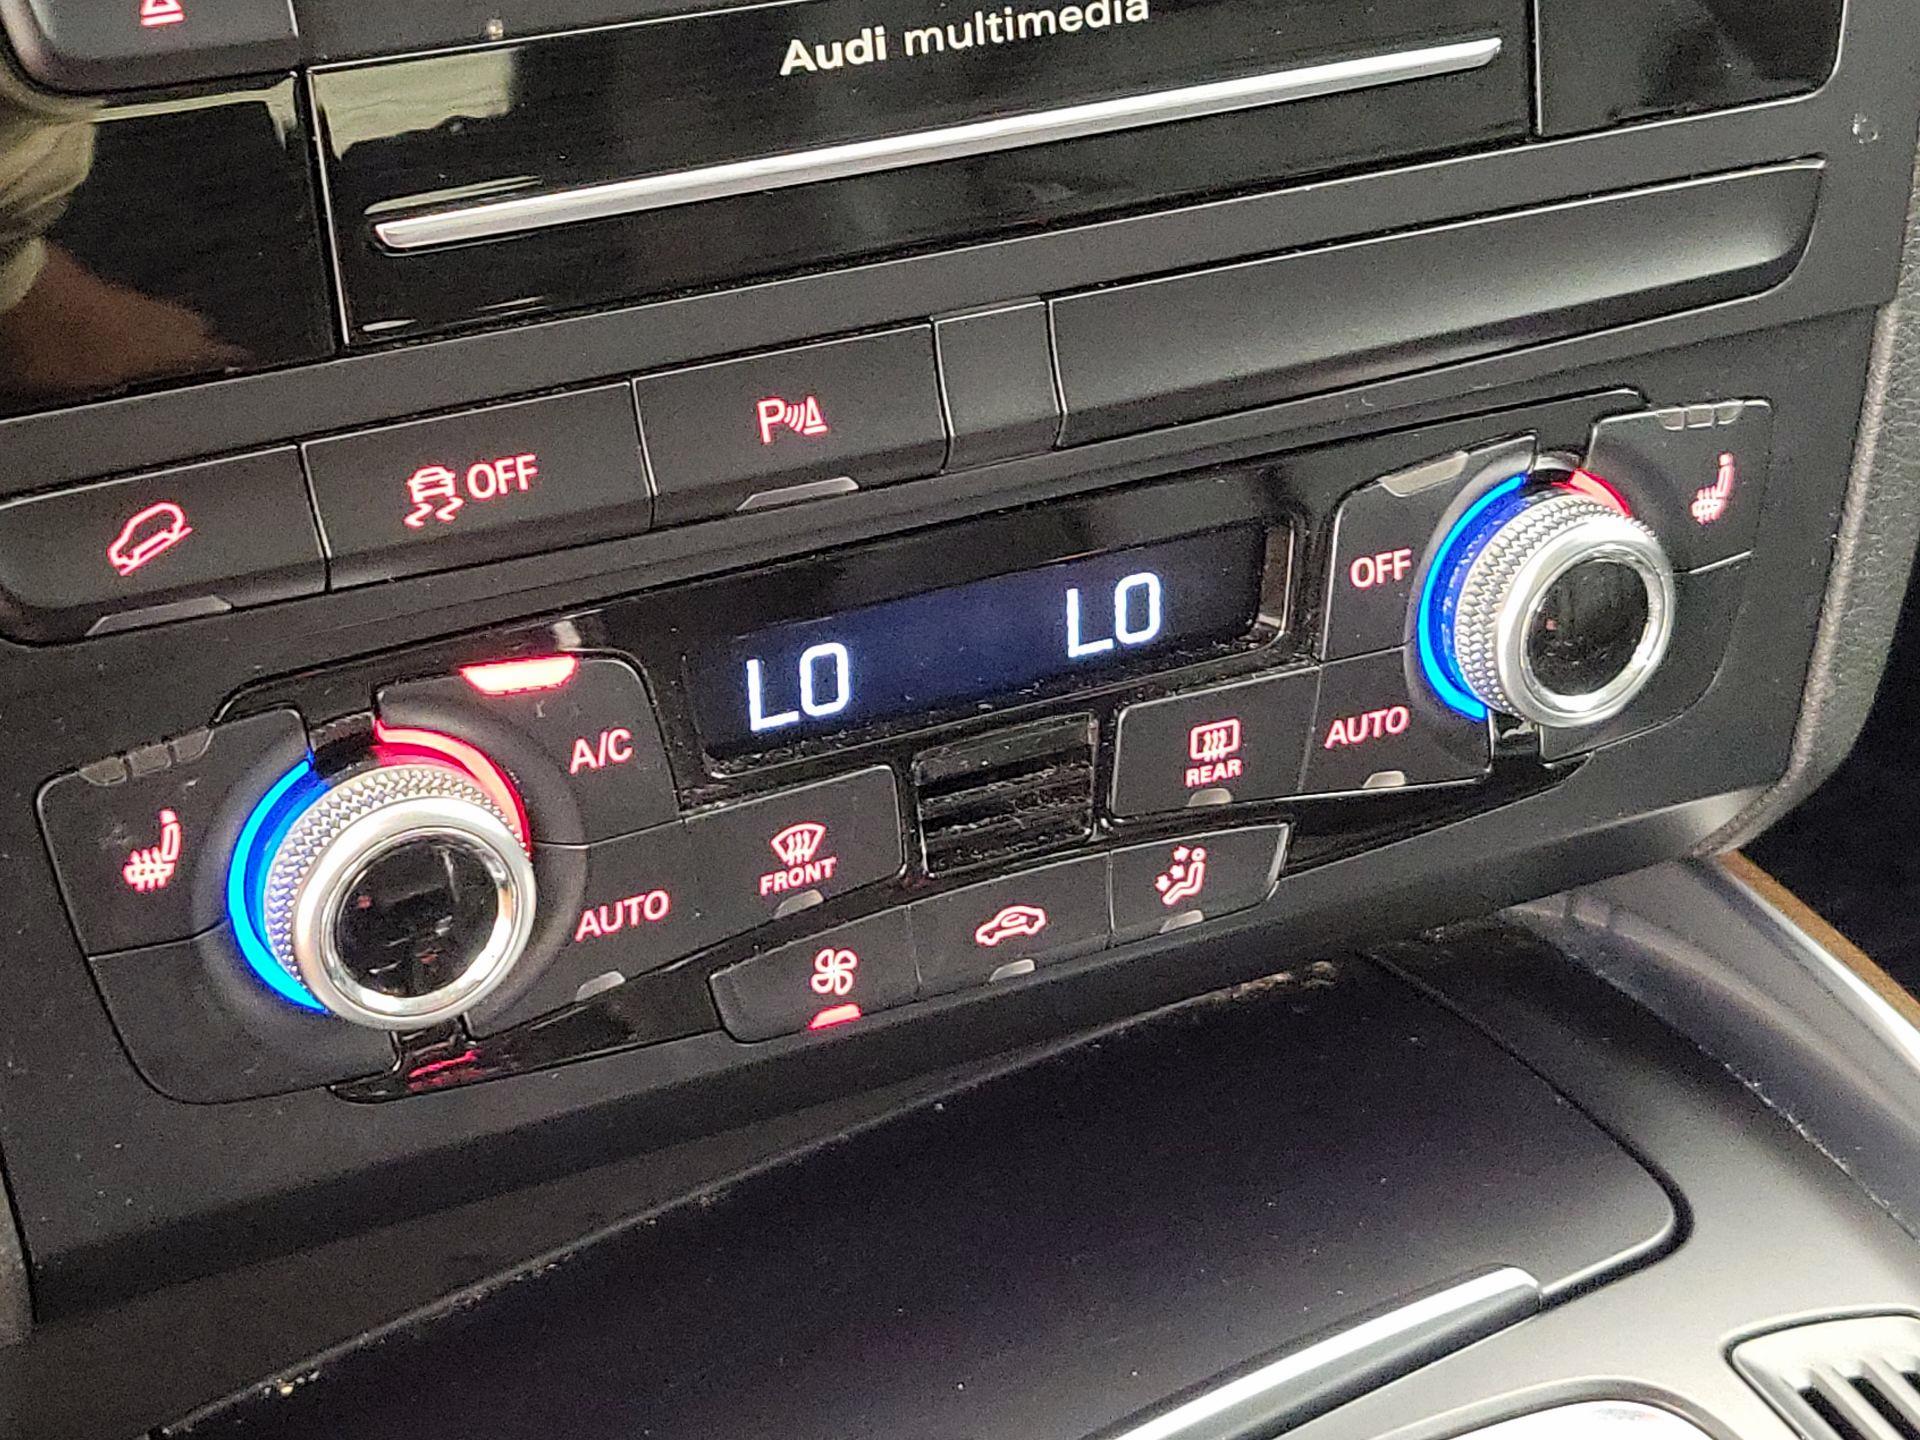 Audi multimedia
P
OFF
OFF
LO
LO
A/C
AUTO
REAR
FRONT
AUTO